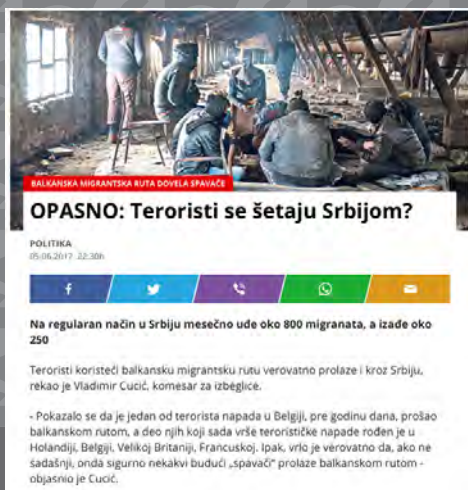 BALKANSKA MIGRANTSKA RUTA DOVELA SPAVAČE
OPASNO: Teroristi se šetaju Srbijom?
POLITIKA
05.06.2017. 22:30h
Na regularan način u Srbiju mesečno uđe oko 800 migranata, a izađe oko
250
Teroristi koristeći balkansku migrantsku rutu verovatno prolaze i kroz Srbiju,
rekao je Vladimir Cucić, komesar za izbeglice.
- Pokazalo se da je jedan od terorista napada u Belgiji, pre godinu dana, prošao
balkanskom rutom, a deo njih koji sada vrše terorističke napade rođen je u
Holandiji, Belgiji, Velikoj Britaniji, Francuskoj. Ipak, vrlo je verovatno da, ako ne
sadašnji, onda sigurno nekakvi budući „spavači" prolaze balkanskom rutom -
objasnio je Cucić.